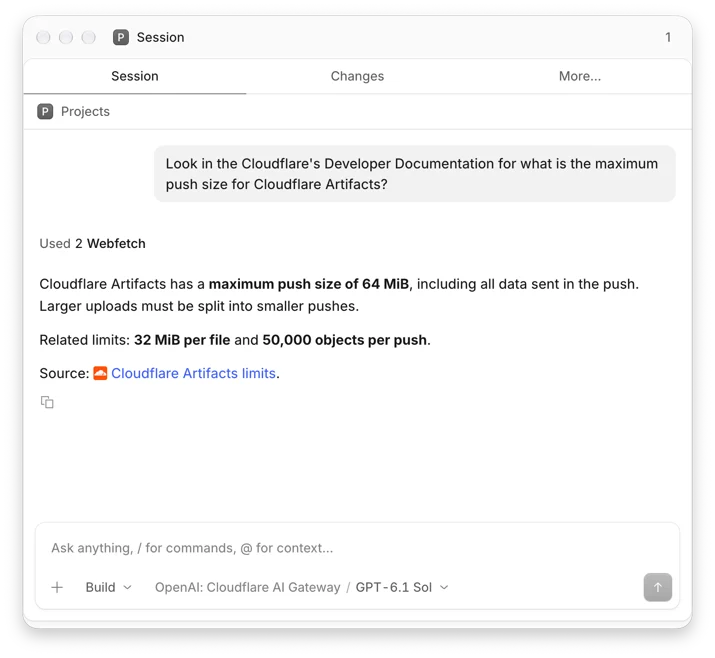 P Session 1
Session Changes More...
P Projects
Look in the Cloudflare's Developer Documentation for what is the maximum
push size for Cloudflare Artifacts?
Used 2 Webfetch
Cloudflare Artifacts has a maximum push size of 64 MiB, including all data sent in the push.
Larger uploads must be split into smaller pushes.
Related limits: 32 MiB per file and 50,000 objects per push.
Source: Cloudflare Artifacts limits.
Ask anything, / for commands, @ for context...
Build OpenAI: Cloudflare AI Gateway / GPT-6.1 Sol